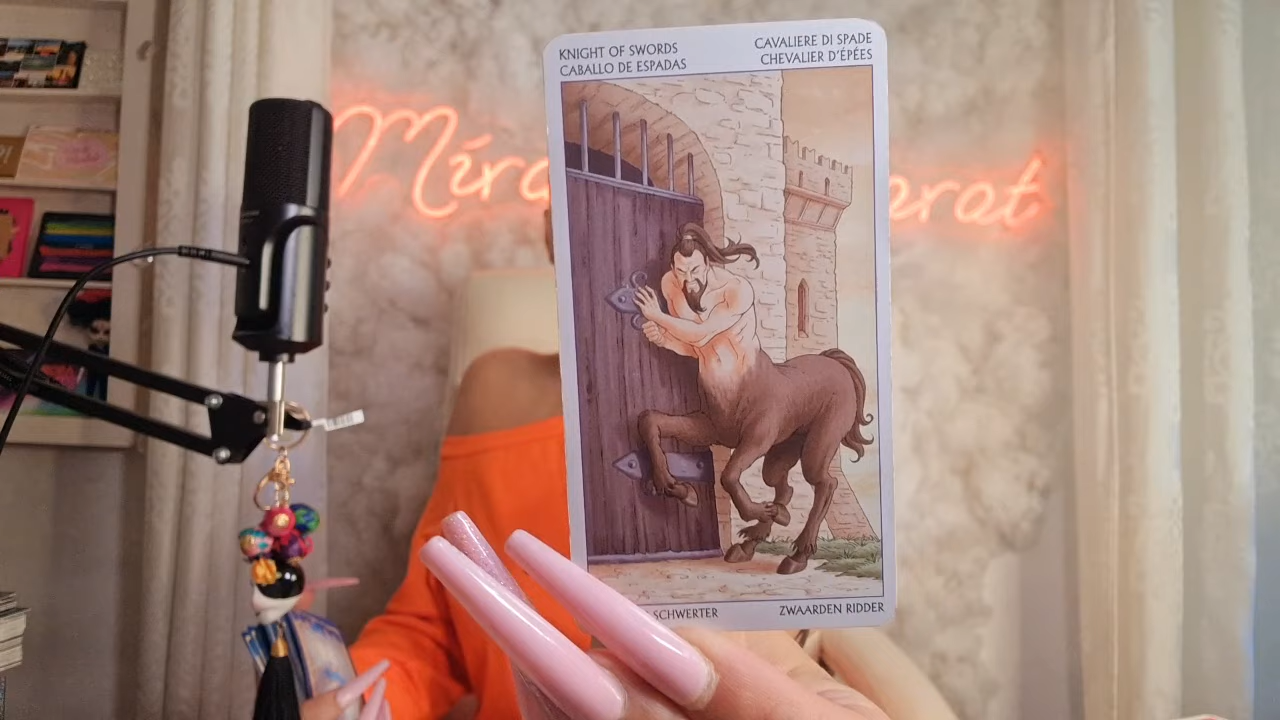 KNIGHT OF SWORDS
CABALLO DE ESPADAS
CAVALIERE DI SPADE
CHEVALIER D'ÉPÉES
SCHWERTER
ZWAARDEN RIDDER